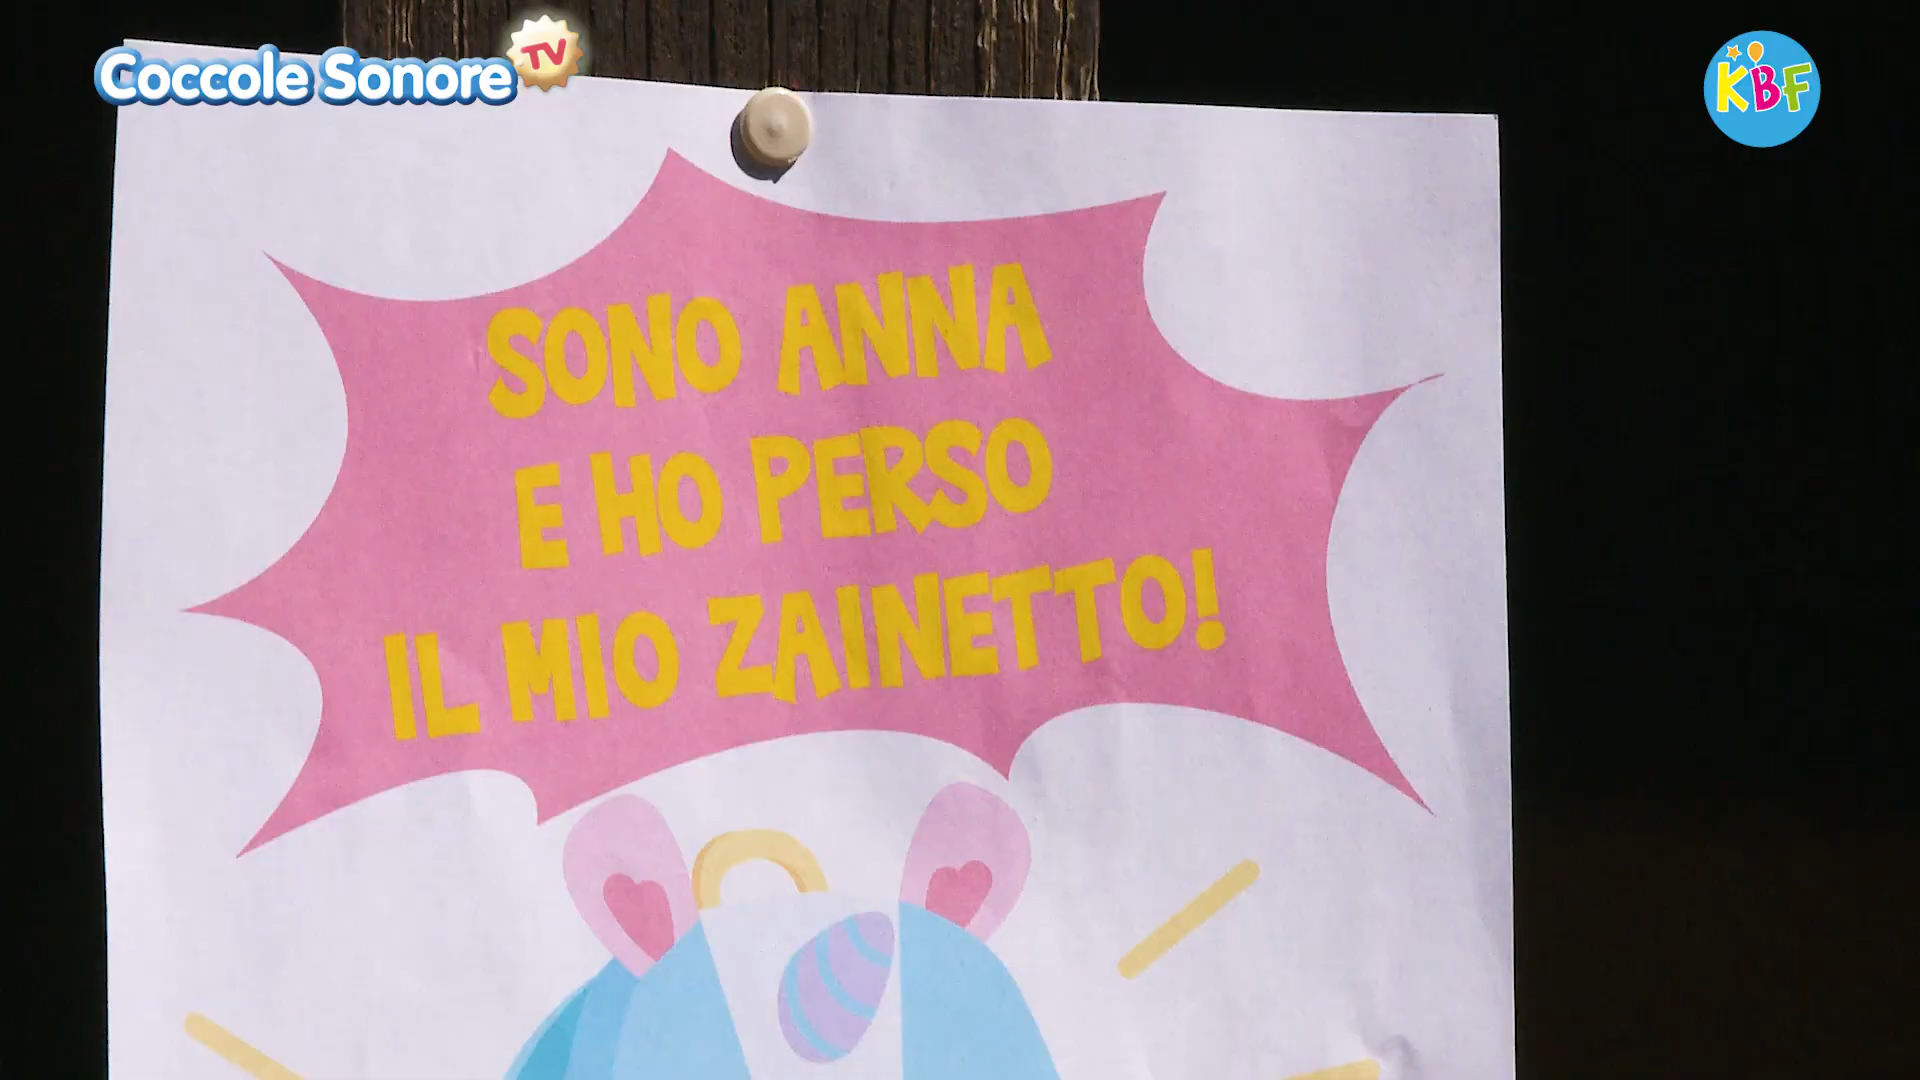 Coccole Sonore TV
KBF
SONO ANNA
E HO PERSO
IL MIO ZAINETTO!